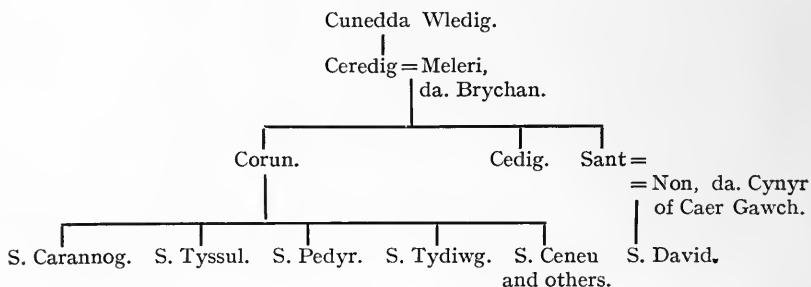 Cunedda Wledig.
Ceredig = Meleri,
da. Brychan.
Corun. Cedig. Sant =
= Non, da. Cynyr
of Caer Gawch.
S. Carannog. S. Tyssul. S. Pedyr. S. Tydiwg. S. Ceneu S. David.
and others.